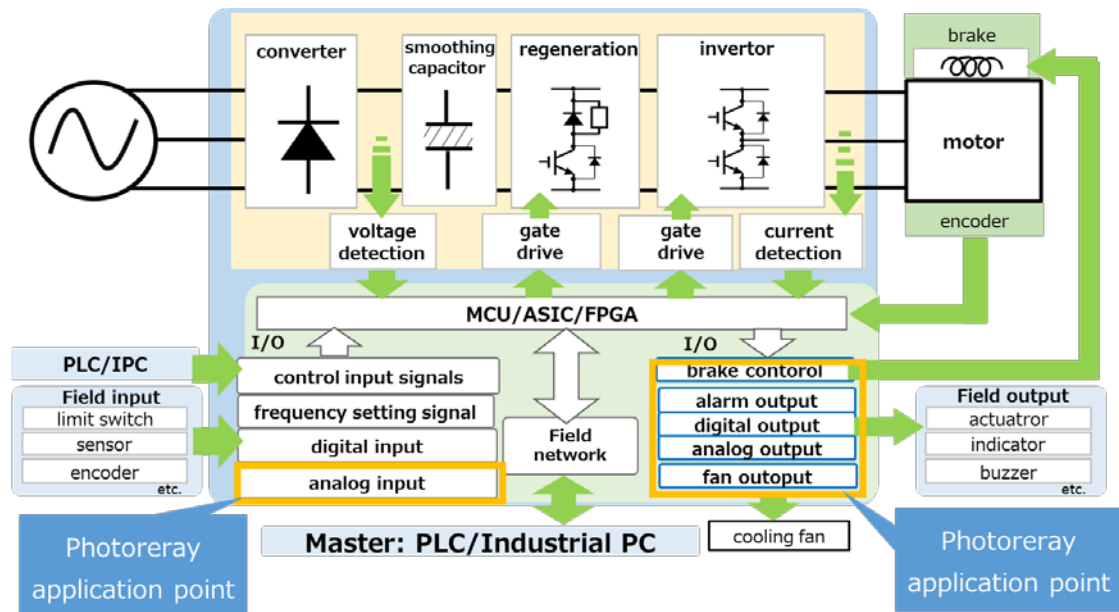 converter
smoothing
capacitor
regeneration
invertor
brake
motor
encoder
voltage
detection
gate
drive
gate
drive
current
detection
MCU/ASIC/FPGA
I/O
I/O
PLC/IPC
Field input
limit switch
sensor
encoder
etc.
control input signals
frequency setting signal
digital input
analog input
Field
network
brake contorol
alarm output
digital output
analog output
fan outoput
Field output
actuatror
indicator
buzzer
etc.
Master: PLC/Industrial PC
cooling fan
Photoreray
application point
Photoreray
application point